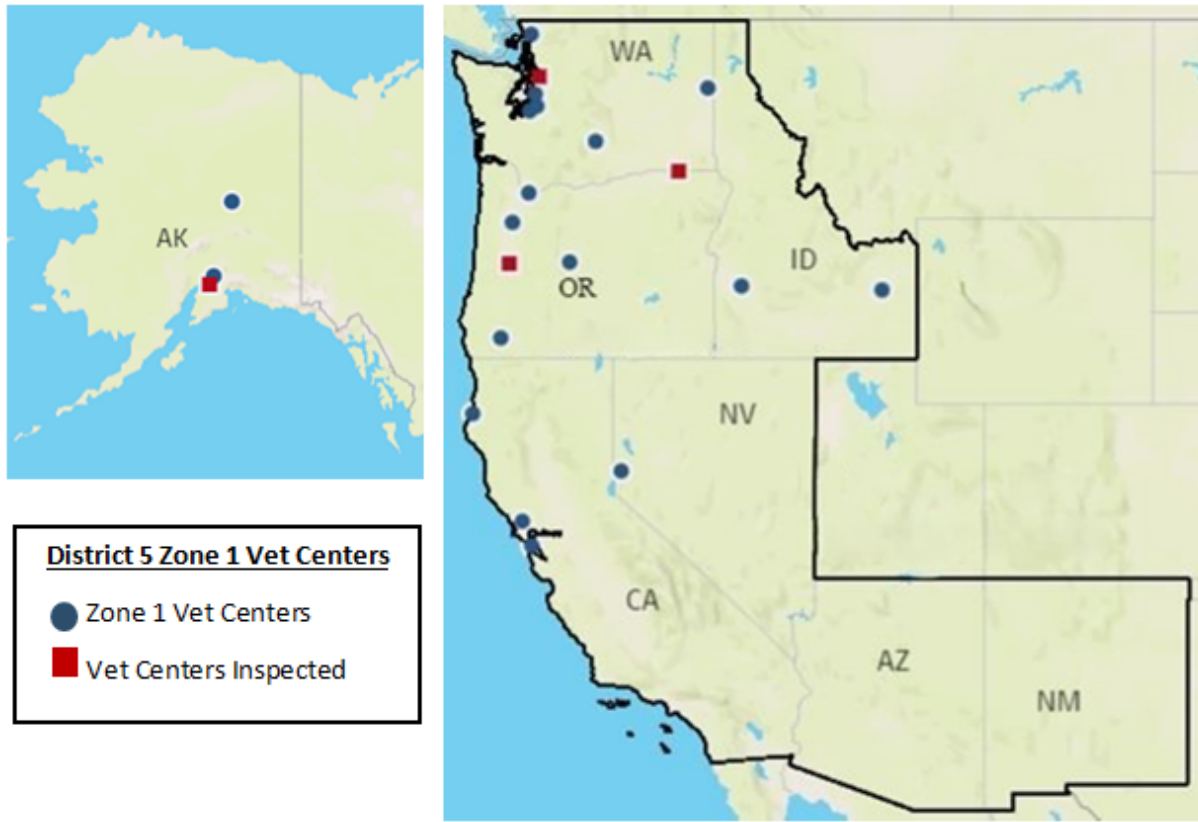 WA
AK
ID
OR
NV
CA
AZ
NM
District 5 Zone 1 Vet Centers
Zone 1 Vet Centers
Vet Centers Inspected